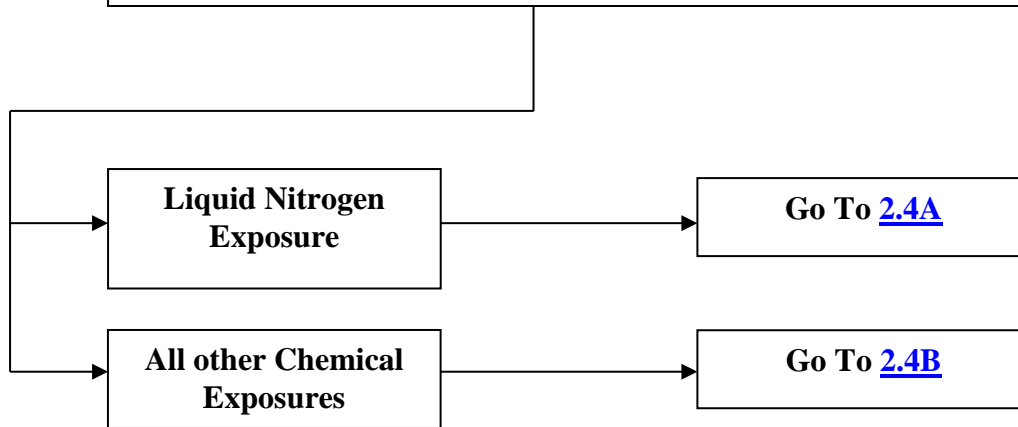 Liquid Nitrogen
Exposure
Go To 2.4A
All other Chemical
Exposures
Go To 2.4B